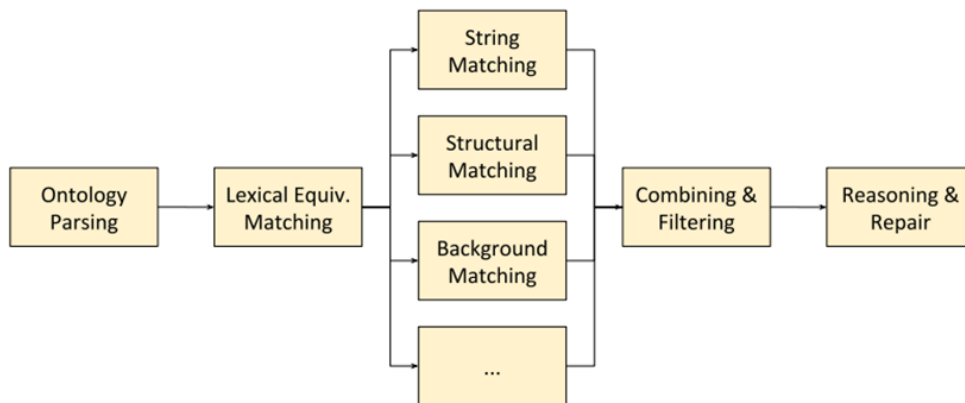 Ontology
Parsing
Lexical Equiv.
Matching
String
Matching
Structural
Matching
Background
Matching
...
Combining &
Filtering
Reasoning &
Repair